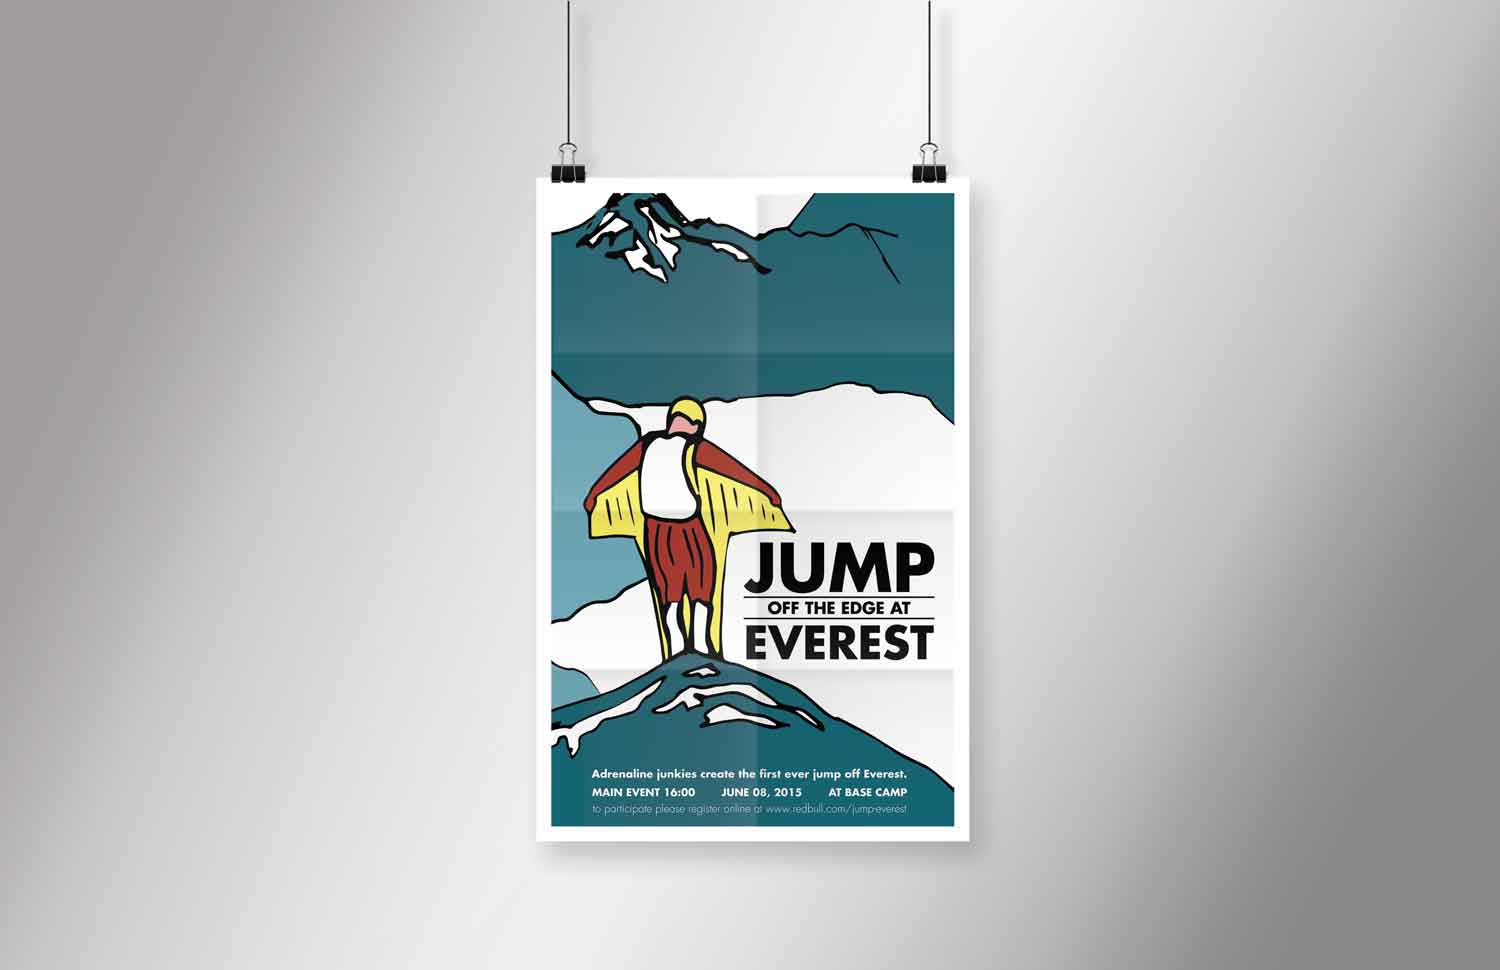 JUMP
OFF THE EDGE AT
EVEREST
Adrenaline junkies create the first ever jump off Everest.
MAIN EVENT 16:00 JUNE 08, 2015 AT BASE CAMP
to participate please register online at www.redbull.com/jump-everest